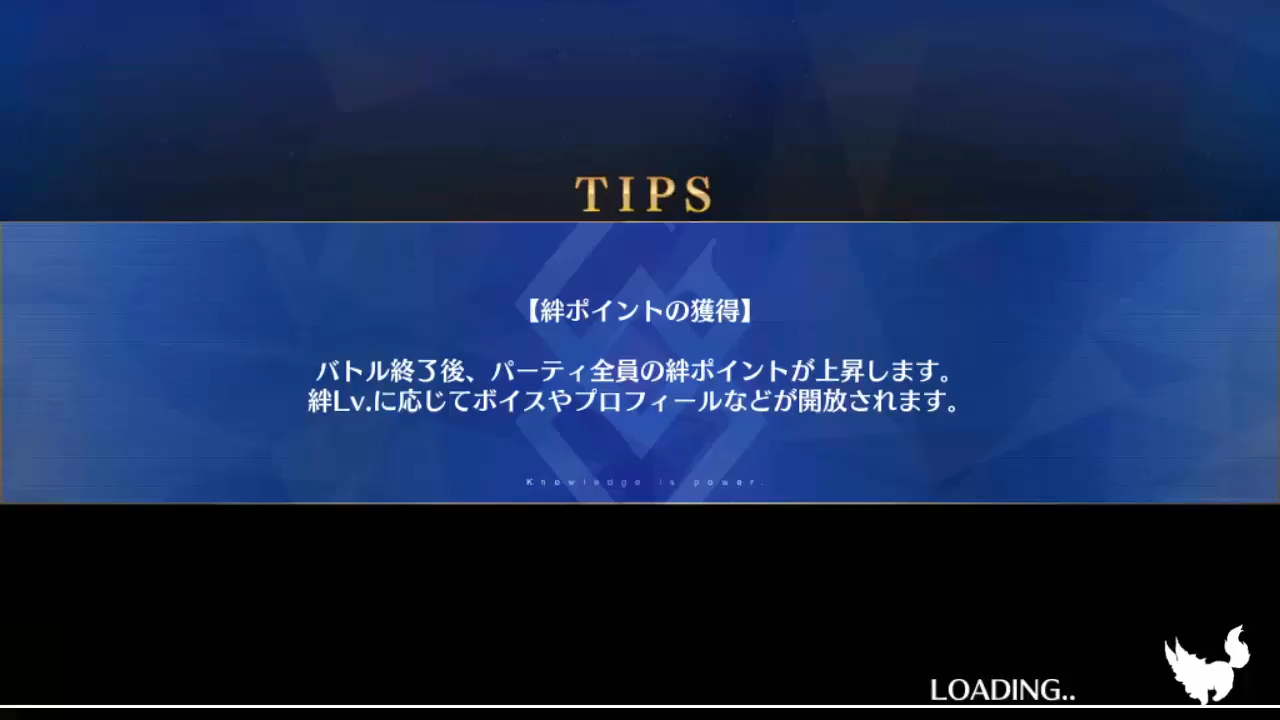 TIPS
【絆ポイントの獲得】
バトル終了後、パーティ全員の絆ポイントが上昇します。
絆Lv.に応じてボイスやプロフィールなどが開放されます。
Knowledge is power.
LOADING..